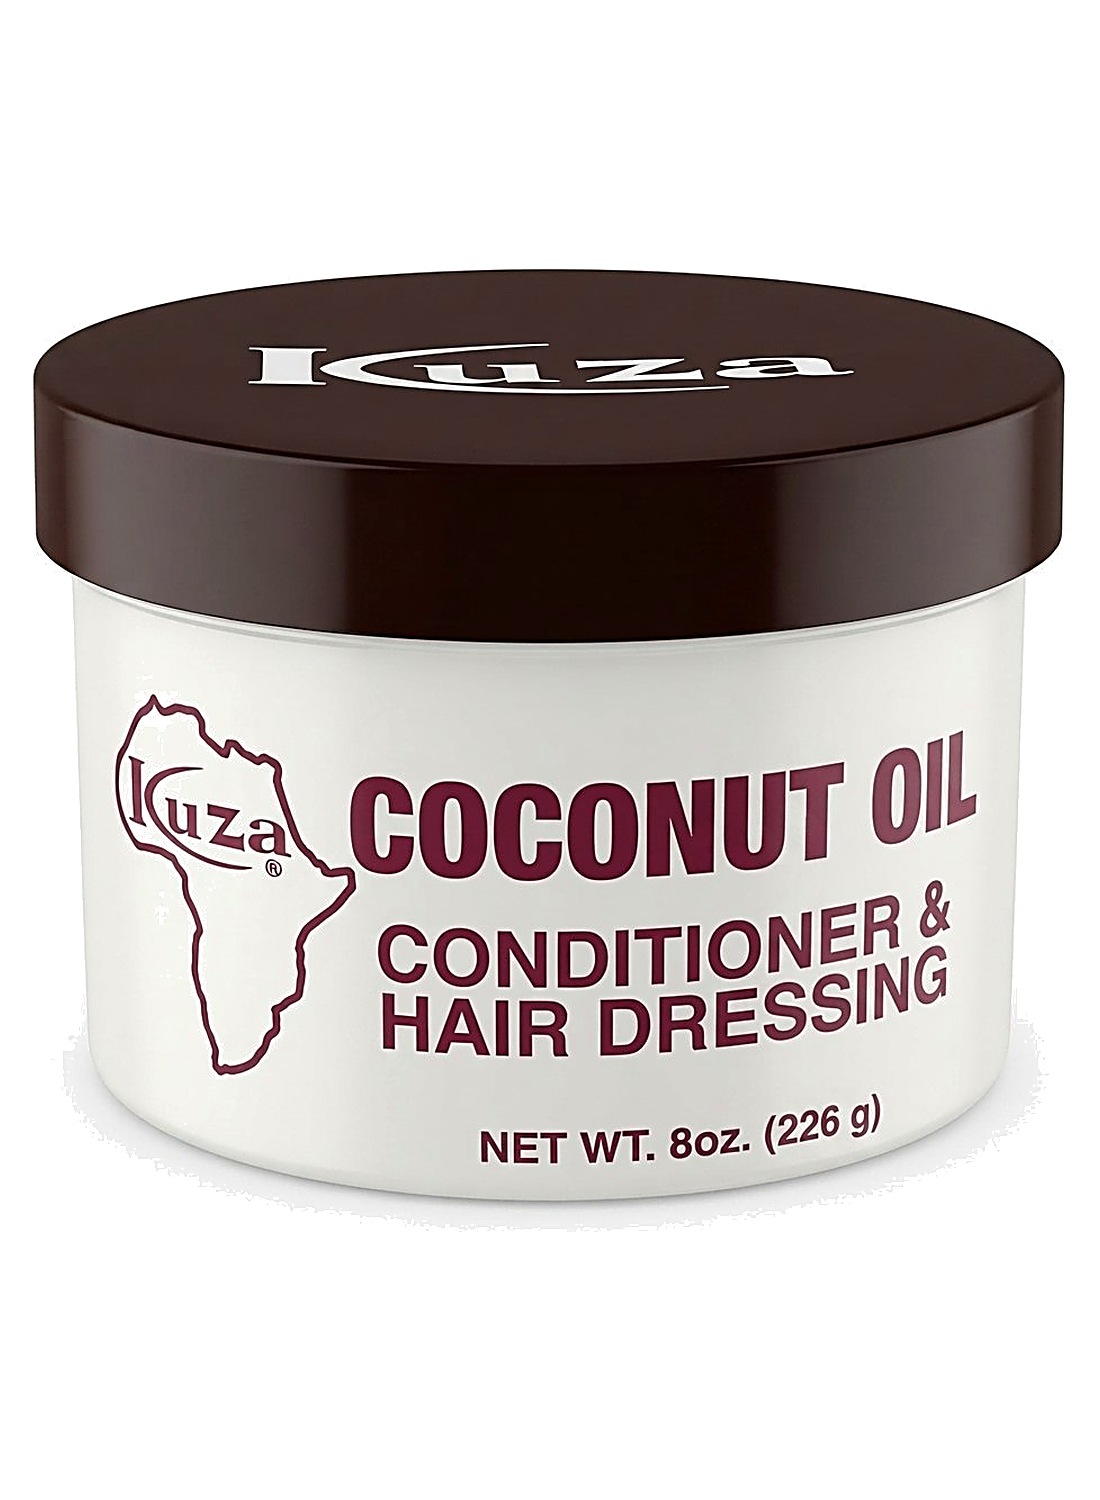 Kuza
Kuza®
COCONUT OIL
CONDITIONER &
HAIR DRESSING
NET WT. 8oz. (226 g)